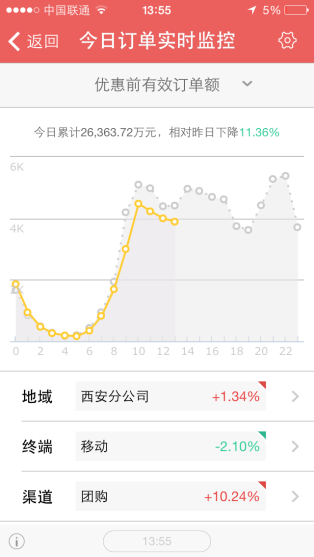 中国联通 13:55 5%
返回 今日订单实时监控
优惠前有效订单额
今日累计26,363.72万元，相对昨日下降11.36%
6K
4K
2K
0 2 4 6 8 10 12 14 16 18 20 22
地域 西安分公司 +1.34%
终端 移动 -2.10%
渠道 团购 +10.24%
13:55